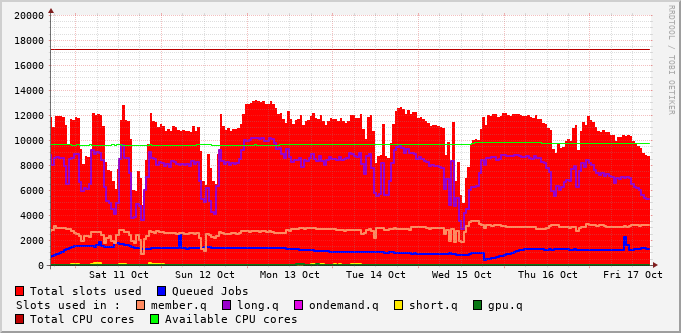 RRDTOOL / TOBI OETIKER
20000
18000
16000
14000
12000
10000
8000
6000
4000
2000
0
Sat 11 Oct Sun 12 Oct Mon 13 Oct Tue 14 Oct Wed 15 Oct Thu 16 Oct Fri 17 Oct
Total slots used Queued Jobs
Slots used in : member.q long.q ondemand.q short.q gpu.q
Total CPU cores Available CPU cores